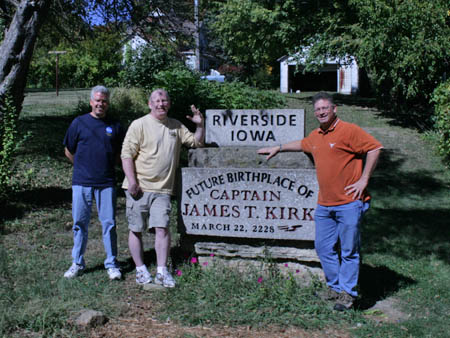 RIVERSIDE
IOWA
FUTURE BIRTHPLACE OF
CAPTAIN
JAMES T. KIRK
MARCH 22, 2228